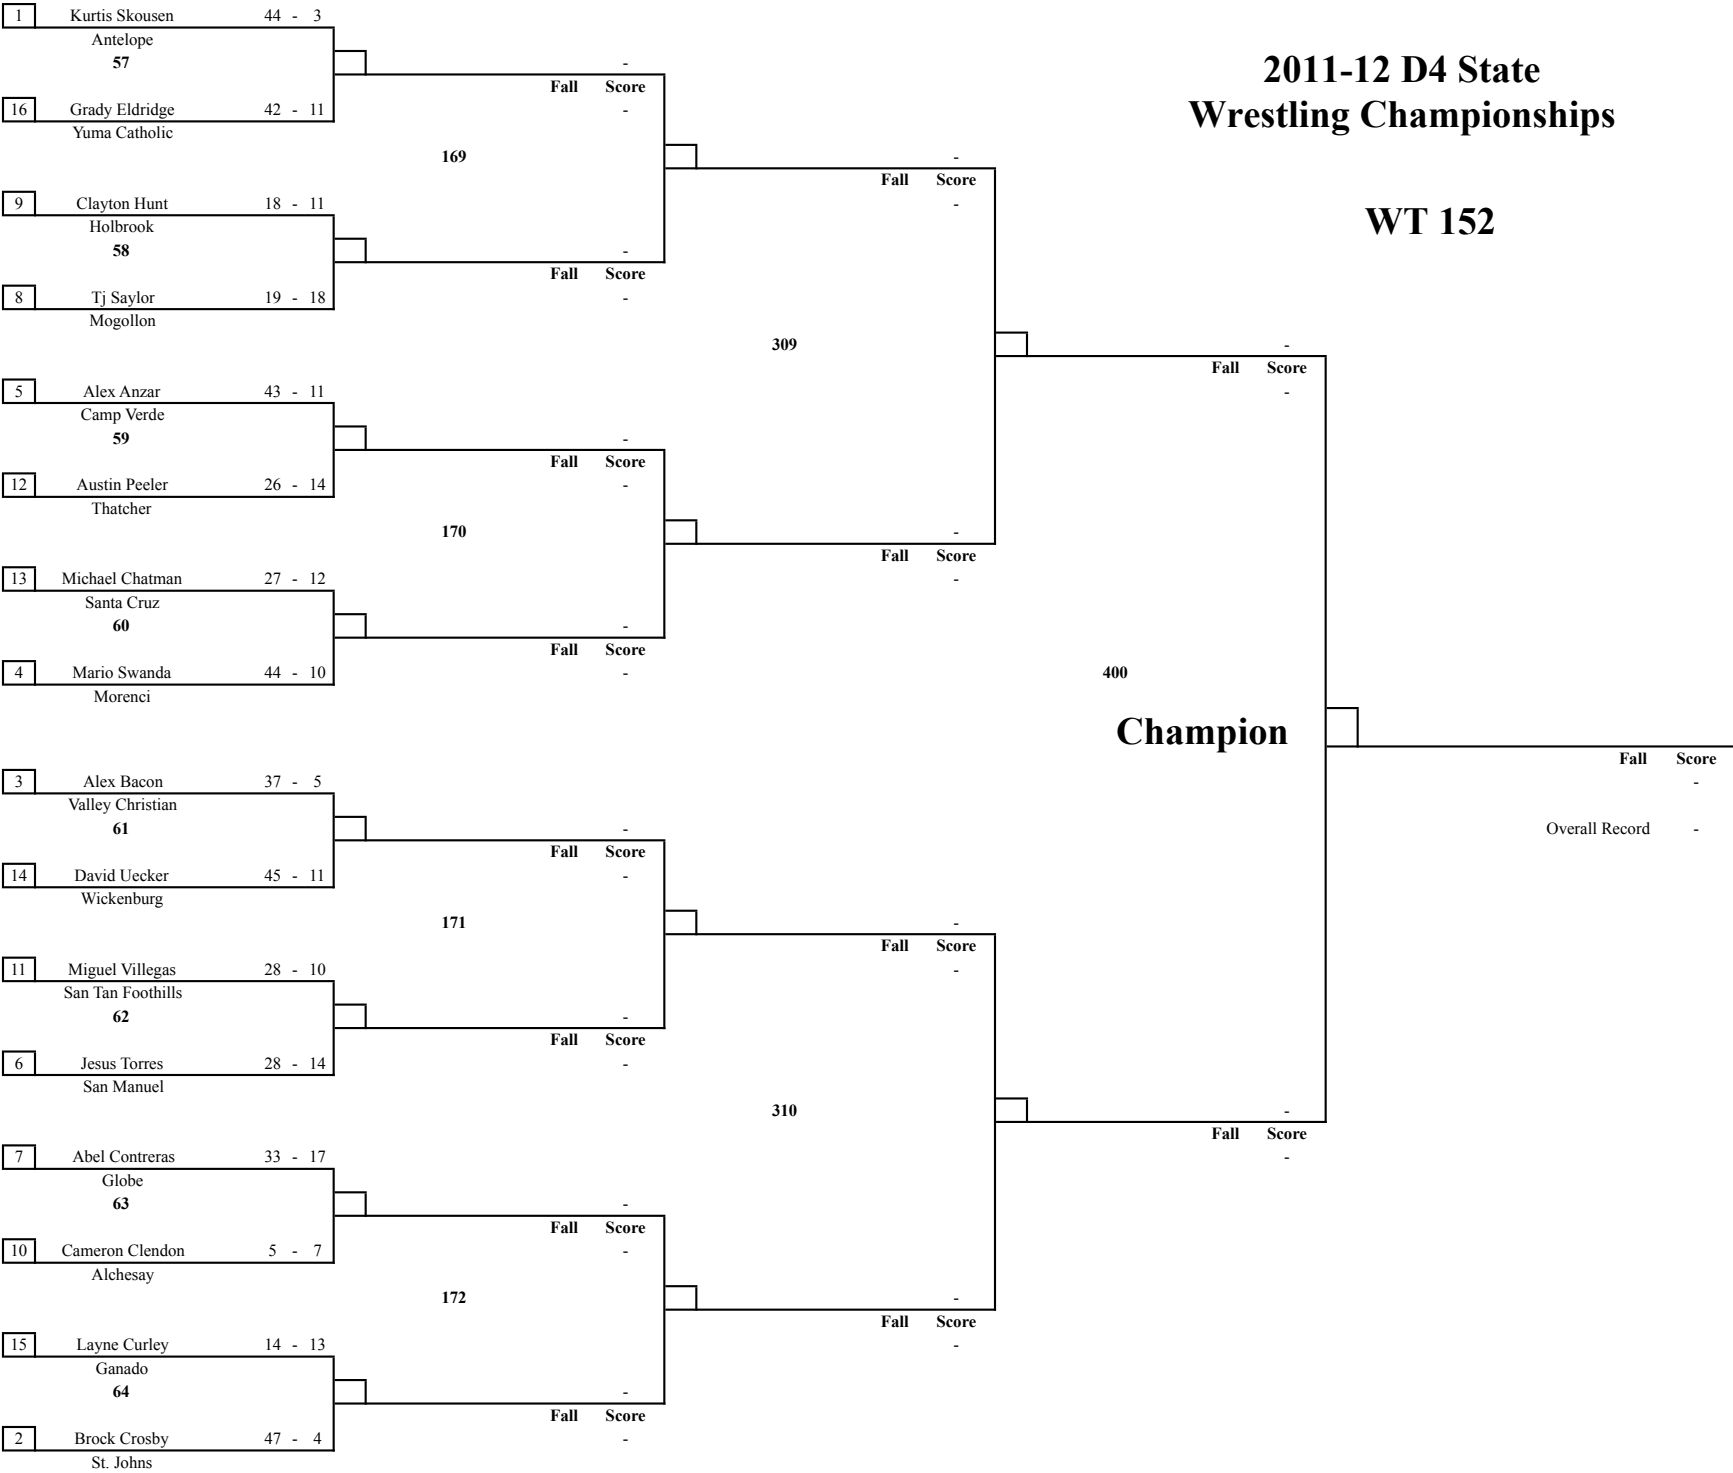 1 Kurtis Skousen 44 - 3
Antelope
57
-
Fall Score
16 Grady Eldridge 42 - 11
-
Yuma Catholic
2011-12 D4 State
Wrestling Championships
169
-
Fall Score
9 Clayton Hunt 18 - 11
-
Holbrook
WT 152
58
-
Fall Score
8 Tj Saylor 19 - 18
-
Mogollon
309
-
Fall Score
5 Alex Anzar 43 - 11
-
Camp Verde
59
-
Fall Score
12 Austin Peeler 26 - 14
-
Thatcher
170
-
Fall Score
13 Michael Chatman 27 - 12
-
Santa Cruz
60
-
Fall Score
4 Mario Swanda 44 - 10
-
Morenci
400
Champion
Fall Score
-
3 Alex Bacon 37 - 5
Valley Christian
61
-
Overall Record -
Fall Score
14 David Uecker 45 - 11
-
Wickenburg
171
-
Fall Score
11 Miguel Villegas 28 - 10
-
San Tan Foothills
62
-
Fall Score
6 Jesus Torres 28 - 14
-
San Manuel
310
-
Fall Score
7 Abel Contreras 33 - 17
-
Globe
63
-
Fall Score
10 Cameron Clendon 5 - 7
-
Alchesay
172
-
Fall Score
15 Layne Curley 14 - 13
-
Ganado
64
-
Fall Score
2 Brock Crosby 47 - 4
-
St. Johns